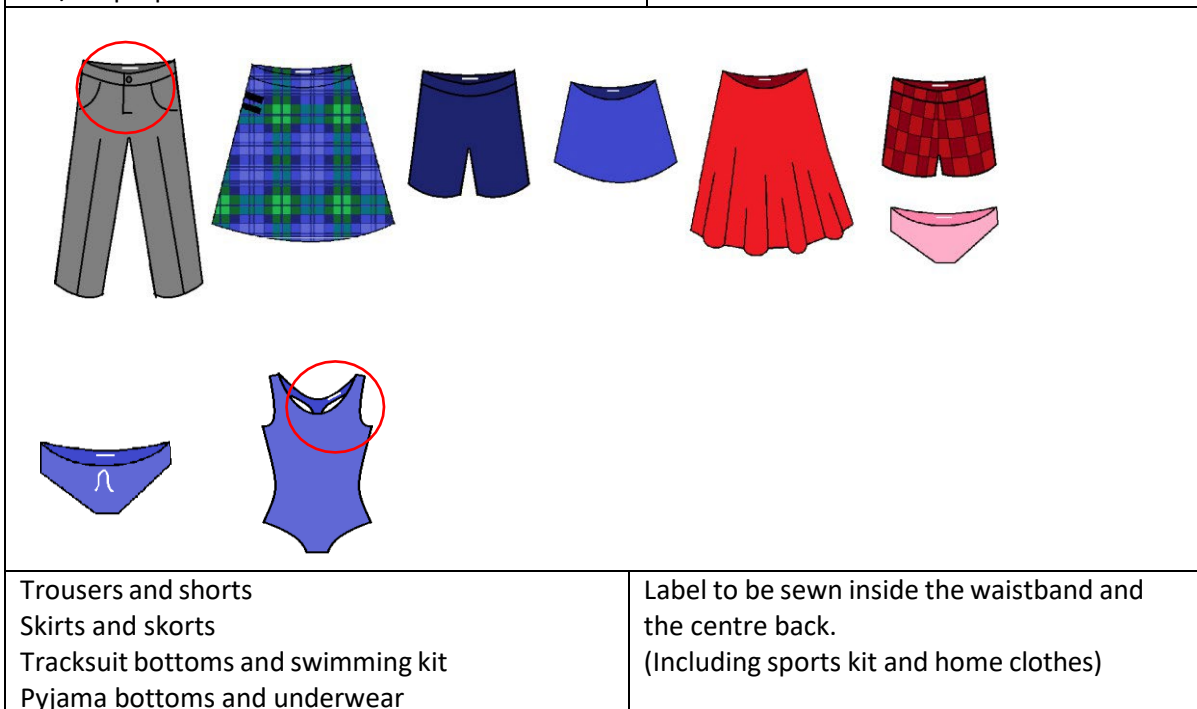 Trousers and shorts
Skirts and skorts
Tracksuit bottoms and swimming kit
Pyjama bottoms and underwear
Label to be sewn inside the waistband and
the centre back.
(Including sports kit and home clothes)